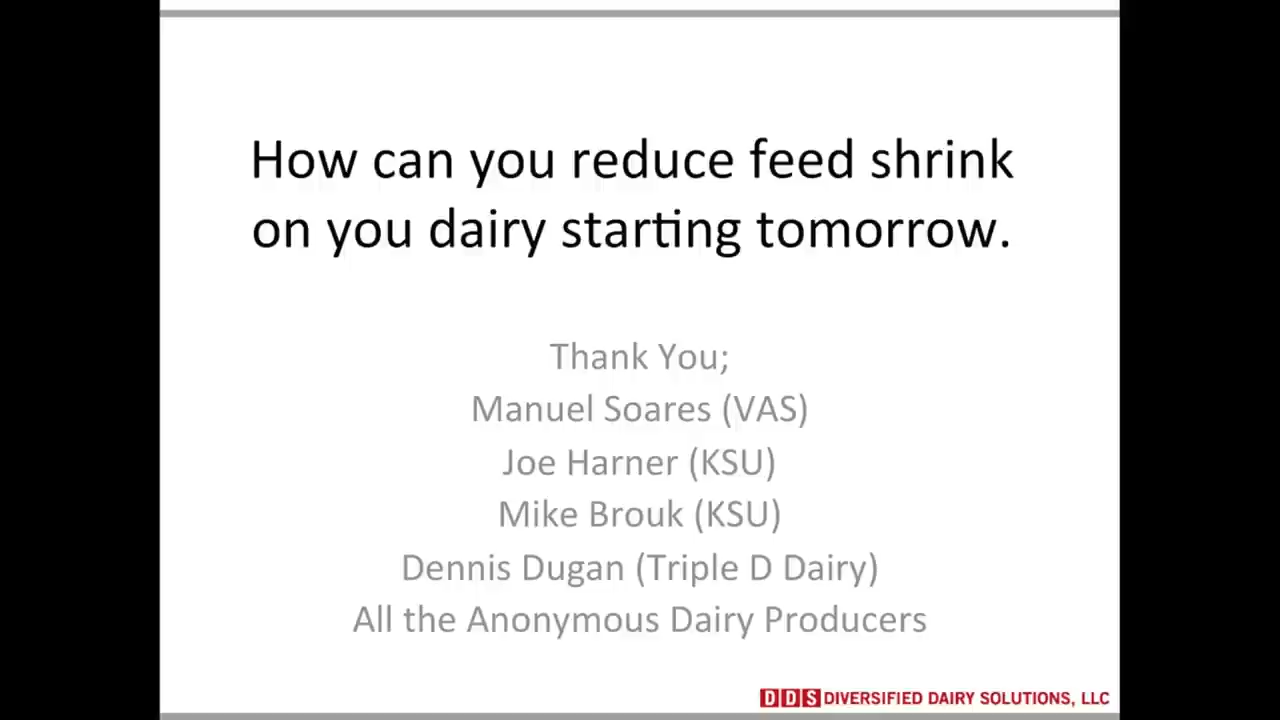 How can you reduce feed shrink
on you dairy starting tomorrow.
Thank You;
Manuel Soares (VAS)
Joe Harner (KSU)
Mike Brouk (KSU)
Dennis Dugan (Triple D Dairy)
All the Anonymous Dairy Producers
DDS DIVERSIFIED DAIRY SOLUTIONS, LLC